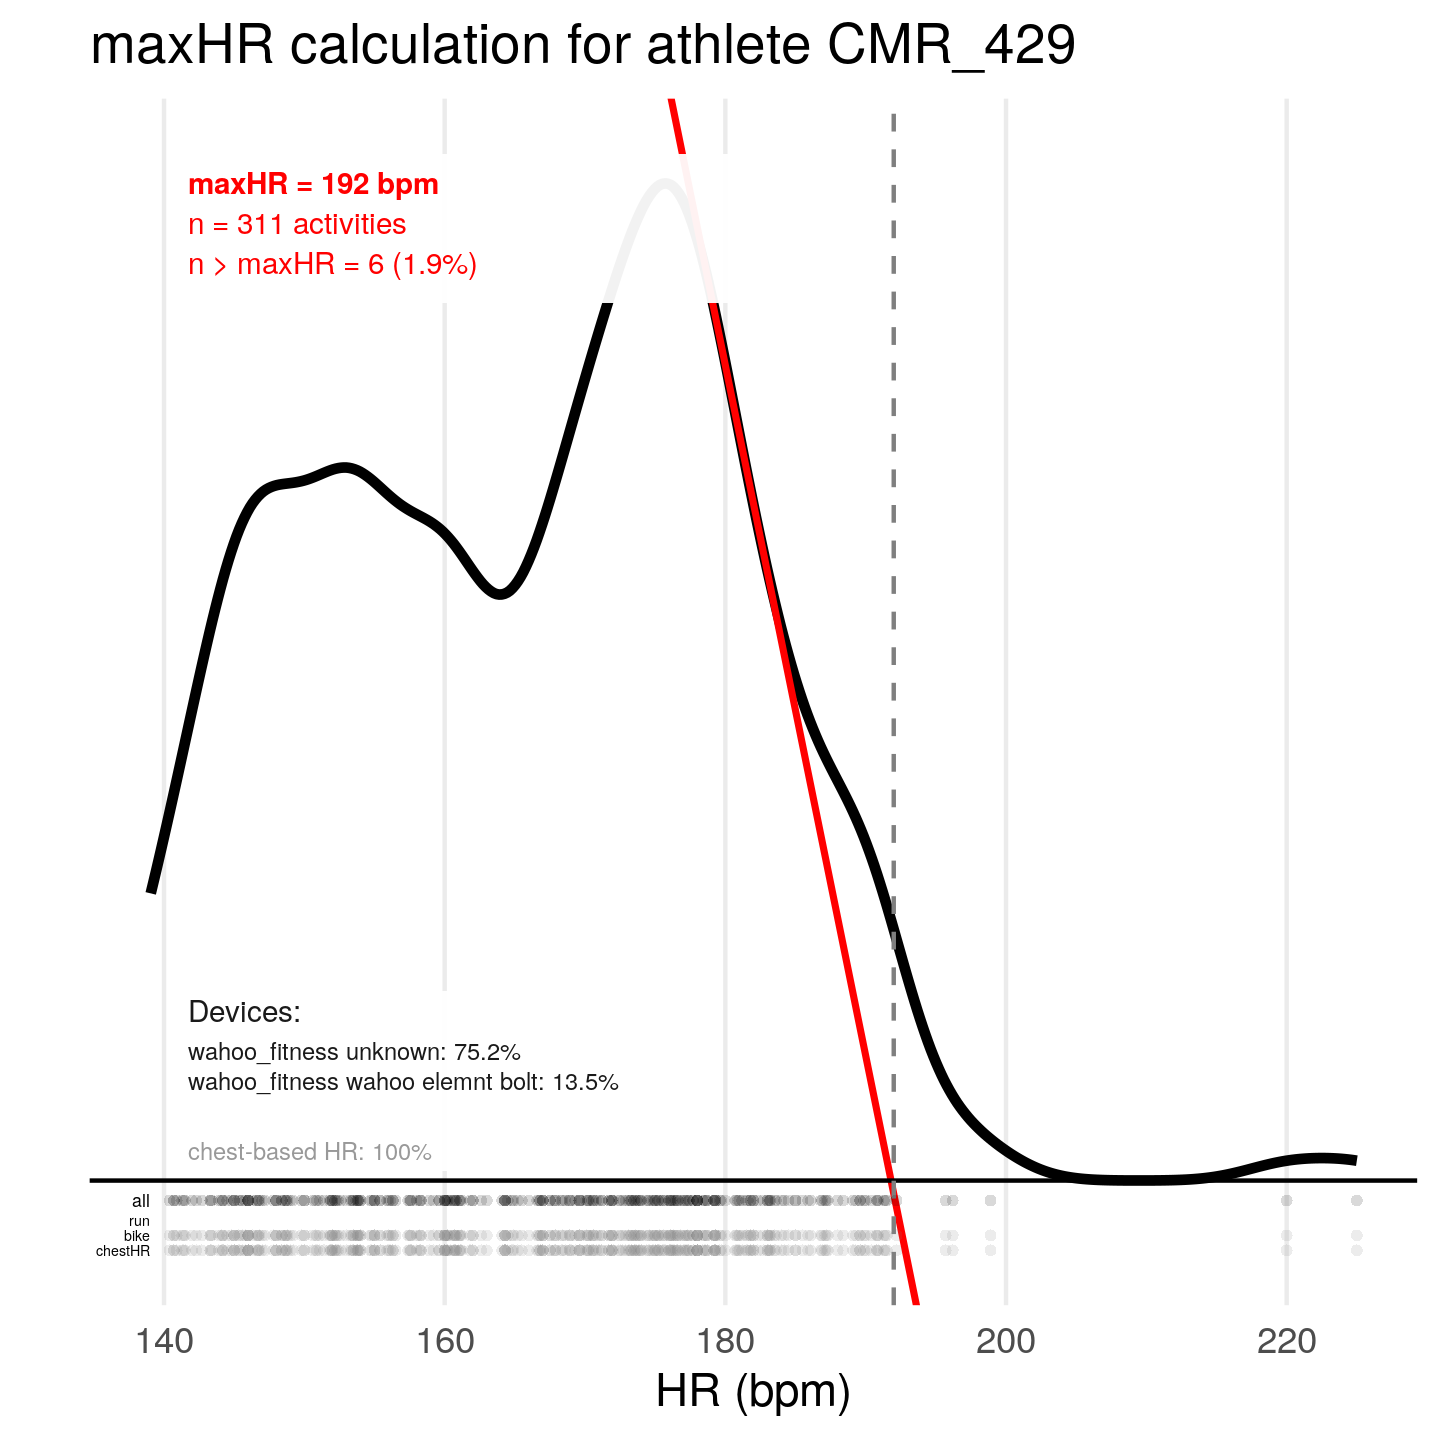 maxHR calculation for athlete CMR_429
maxHR = 192 bpm
n = 311 activities
n > maxHR = 6 (1.9%)
Devices:
wahoo_fitness unknown: 75.2%
wahoo_fitness wahoo elemnt bolt: 13.5%
chest-based HR: 100%
all
run
bike
chestHR
140 160 180 200 220
HR (bpm)